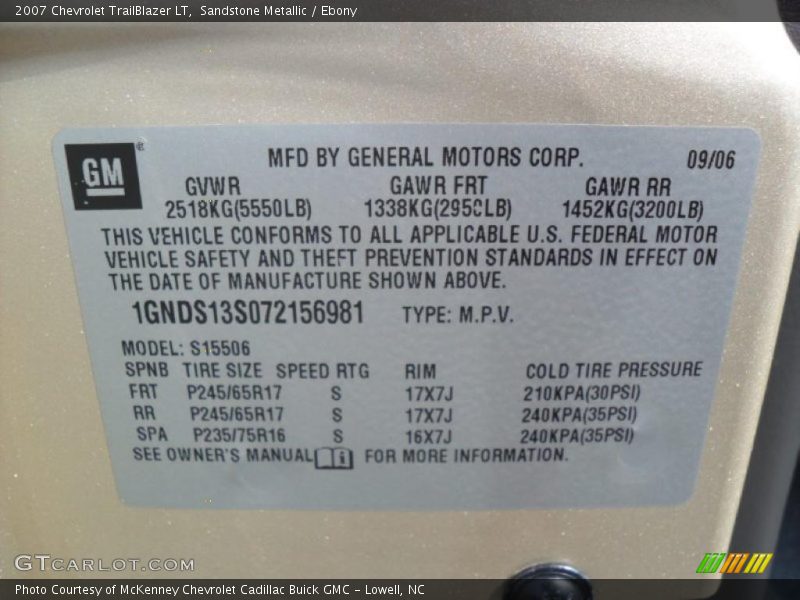 2007 Chevrolet TrailBlazer LT, Sandstone Metallic / Ebony
GM®
MFD BY GENERAL MOTORS CORP. 09/06
GVWR GAWR FRT GAWR RR
2518KG(5550LB) 1338KG(2950LB) 1452KG(3200LB)
THIS VEHICLE CONFORMS TO ALL APPLICABLE U.S. FEDERAL MOTOR
VEHICLE SAFETY AND THEFT PREVENTION STANDARDS IN EFFECT ON
THE DATE OF MANUFACTURE SHOWN ABOVE.
1GNDS13S072156981 TYPE: M.P.V.
MODEL: S15506
SPNB TIRE SIZE SPEED RTG RIM COLD TIRE PRESSURE
FRT P245/65R17 S 17X7J 210KPA(30PSI)
RR P245/65R17 S 17X7J 240KPA(35PSI)
SPA P235/75R16 S 16X7J 240KPA(35PSI)
SEE OWNER'S MANUAL i FOR MORE INFORMATION.
GTCARLOT.COM
Photo Courtesy of McKenney Chevrolet Cadillac Buick GMC - Lowell, NC